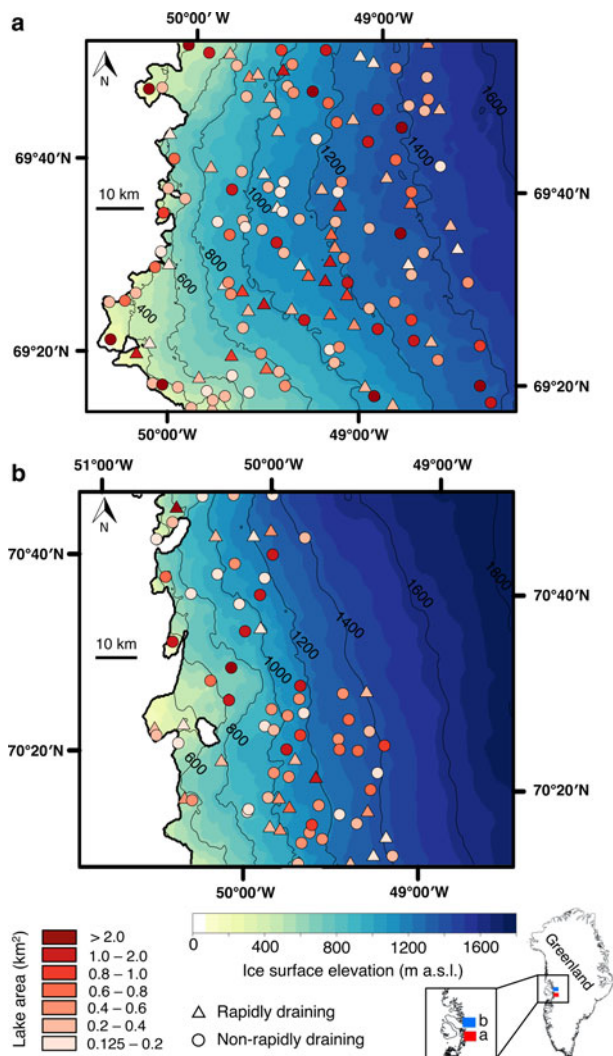 50°00'W 49°00'W
a
N
1600
69°40'N
1200
1400
69°40'N
10 km
1000
800
600
400
69°20'N
69°20'N
50°00'W 49°00'W
b
51°00'W 50°00'W 49°00'W
N
70°40'N
1600
1800
70°40'N
1400
10 km
1200
1000
800
70°20'N
600
70°20'N
50°00'W 49°00'W
Lake area (km²)
> 2.0
1.0 – 2.0
0.8 – 1.0
0.6 – 0.8
0.4 – 0.6
0.2 – 0.4
0.125 – 0.2
0 400 800 1200 1600
Ice surface elevation (m a.s.l.)
Rapidly draining
Non-rapidly draining
Greenland
b
a